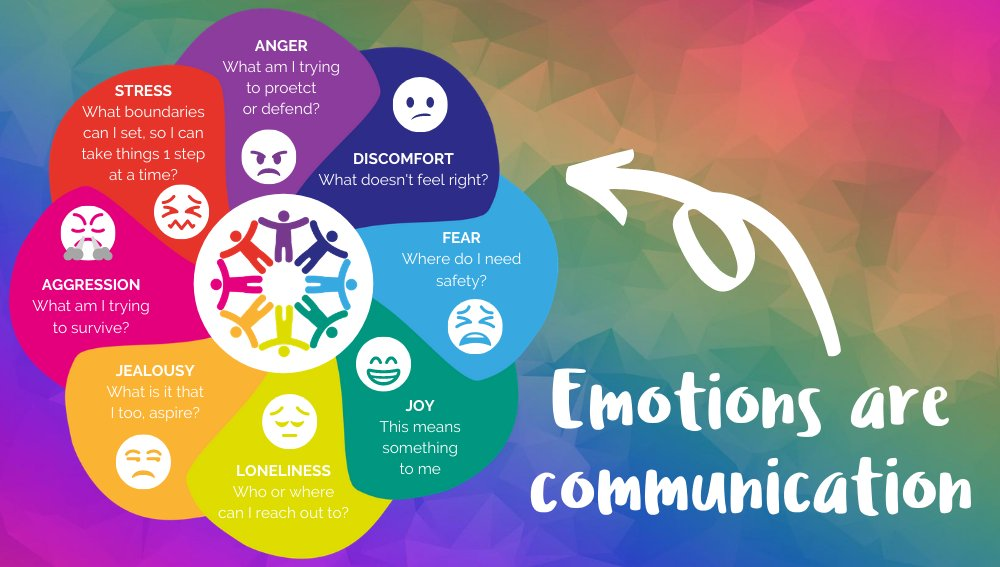 ANGER
What am I trying
to proetct
or defend?
DISCOMFORT
What doesn't feel right?
FEAR
Where do I need
safety?
JOY
This means
something
to me
LONELINESS
Who or where
can I reach out to?
JEALOUSY
What is it that
I too, aspire?
AGGRESSION
What am I trying
to survive?
STRESS
What boundaries
can I set, so I can
take things 1 step
at a time?
Emotions are
communication